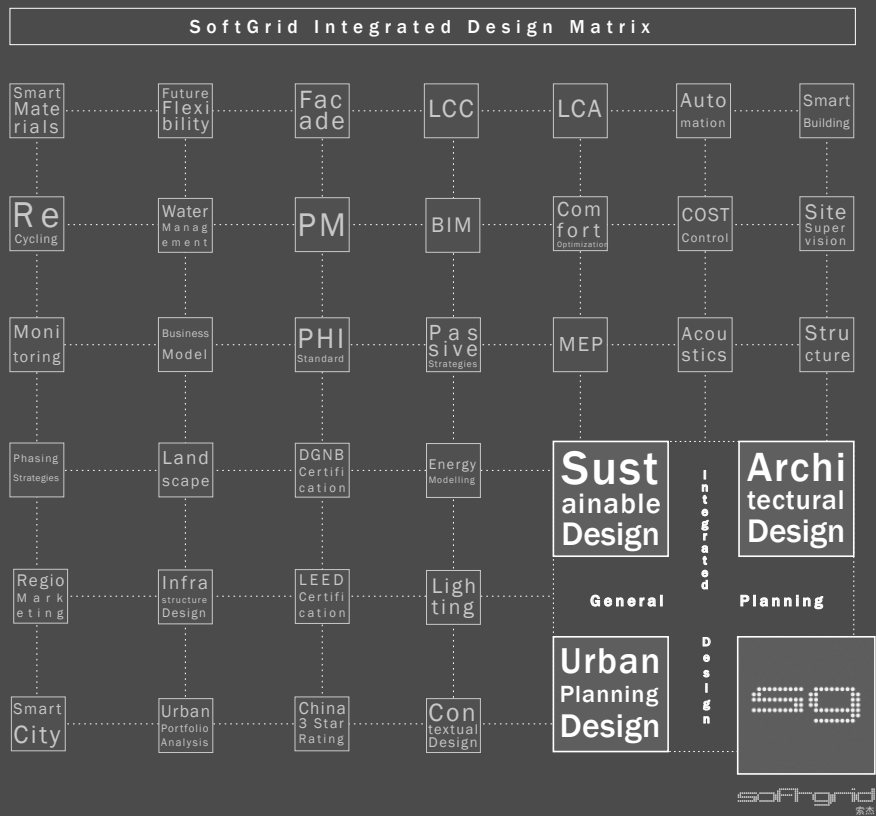 SoftGrid Integrated Design Matrix
Smart
Mate
rials
Future
Flexi
bility
Fac
ade
LCC
LCA
Auto
mation
Smart
Building
Re
Cycling
Water
Manag
ement
PM
BIM
Com
fort
Optimization
COST
Control
Site
Super
vision
Moni
toring
Business
Model
PHI
Standard
Pas
sive
Strategies
MEP
Acou
stics
Stru
cture
Phasing
Strategies
Land
scape
DGNB
Certifi
cation
Energy
Modelling
Sust
ainable
Design
Integrated
Archi
tectural
Design
Regio
Mark
eting
Infra
structure
Design
LEED
Certifi
cation
Ligh
ting
General Planning
Smart
City
Urban
Portfolio
Analysis
China
3 Star
Rating
Con
textual
Design
Urban
Planning
Design
Design
sg
softgrid
索杰